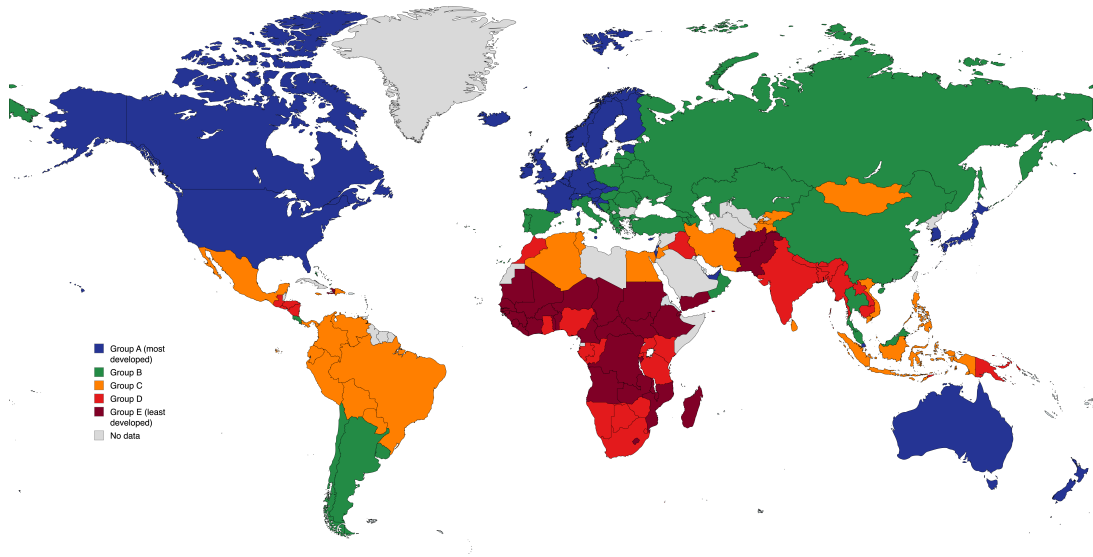 Group A (most
developed)
Group B
Group C
Group D
Group E (least
developed)
No data